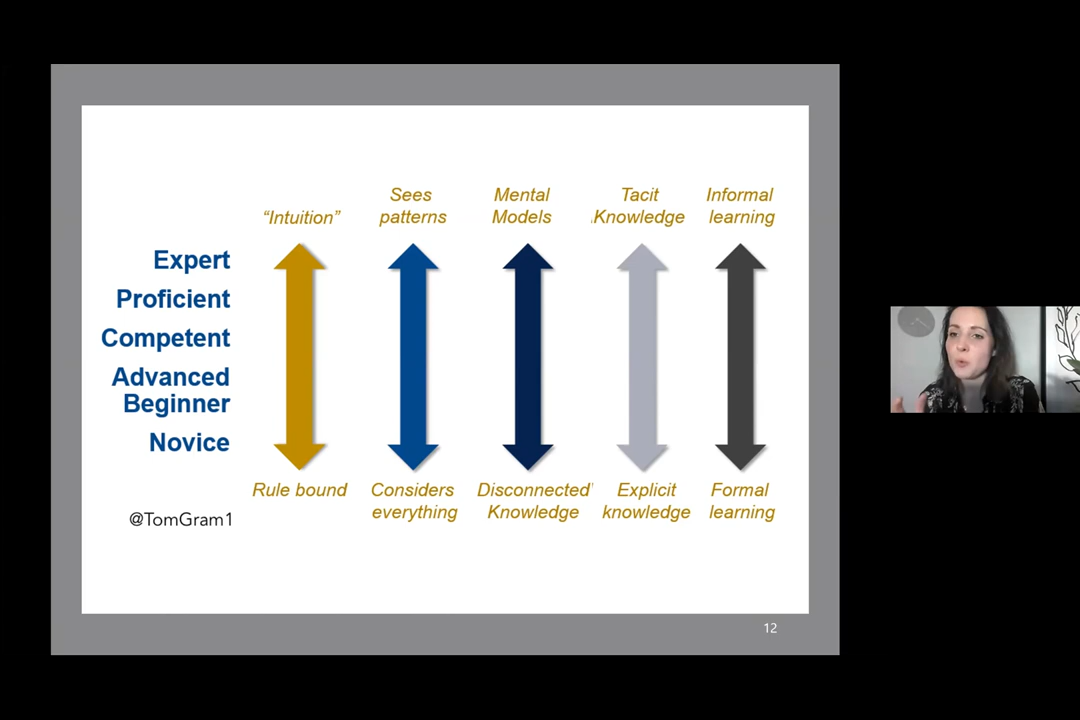 Sees
Mental
Tacit
Informal
“Intuition”
patterns
Models
.Knowledge
learning
Expert
Proficient
Competent
Advanced
Beginner
Novice
Rule bound
Considers
Disconnected'
Explicit
Formal
everything
Knowledge
knowledge
learning
@TomGram1
12